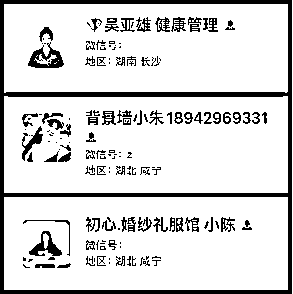 吴亚雄 健康管理
微信号:
地区: 湖南 长沙
背景墙小朱18942969331
微信号: z
地区: 湖北 咸宁
初心.婚纱礼服馆 小陈
微信号:
地区: 湖北 咸宁